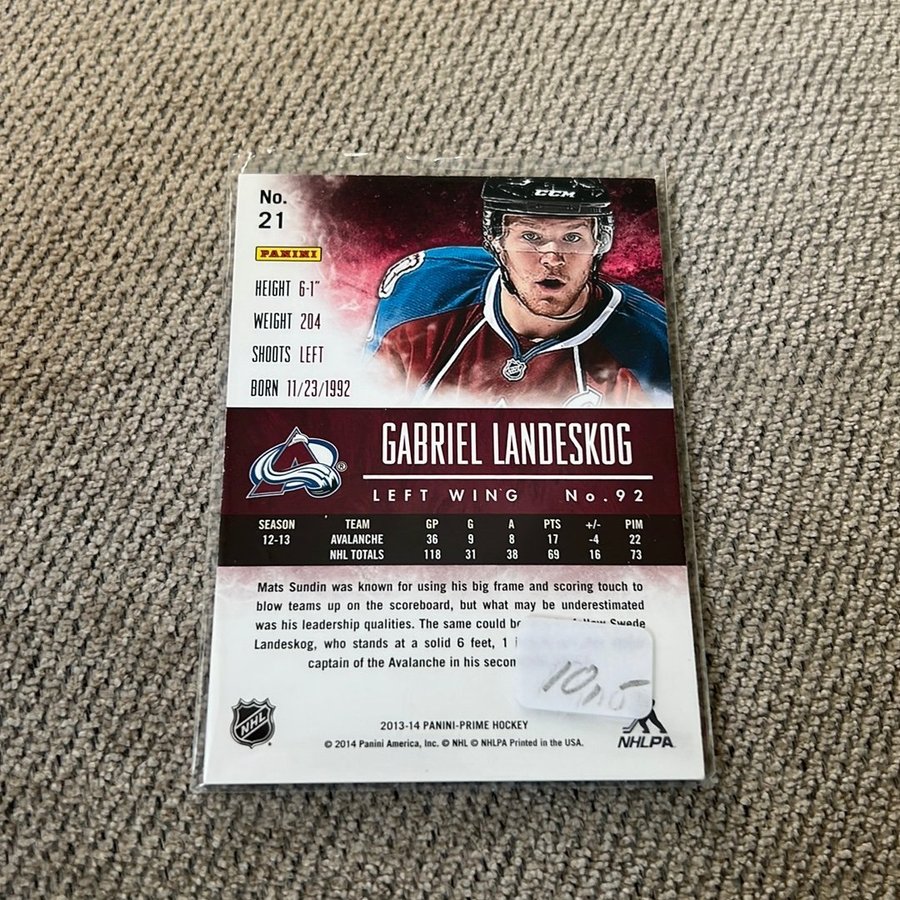 No.
21
PANINI
HEIGHT 6-1"
WEIGHT 204
SHOOTS LEFT
BORN 11/23/1992
CCM
NHL
GABRIEL LANDESKOG
LEFT WING No. 92
SEASON TEAM GP G A PTS +/- PIM
12-13 AVALANCHE 36 9 8 17 -4 22
NHL TOTALS 118 31 38 69 16 73
Mats Sundin was known for using his big frame and scoring touch to
blow teams up on the scoreboard, but what may be underestimated
was his leadership qualities. The same could be Swede
Landeskog, who stands at a solid 6 feet, 1
captain of the Avalanche in his
NHL
2013-14 PANINI-PRIME HOCKEY
© 2014 Panini America, Inc. © NHL © NHLPA Printed in the USA.
NHLPA